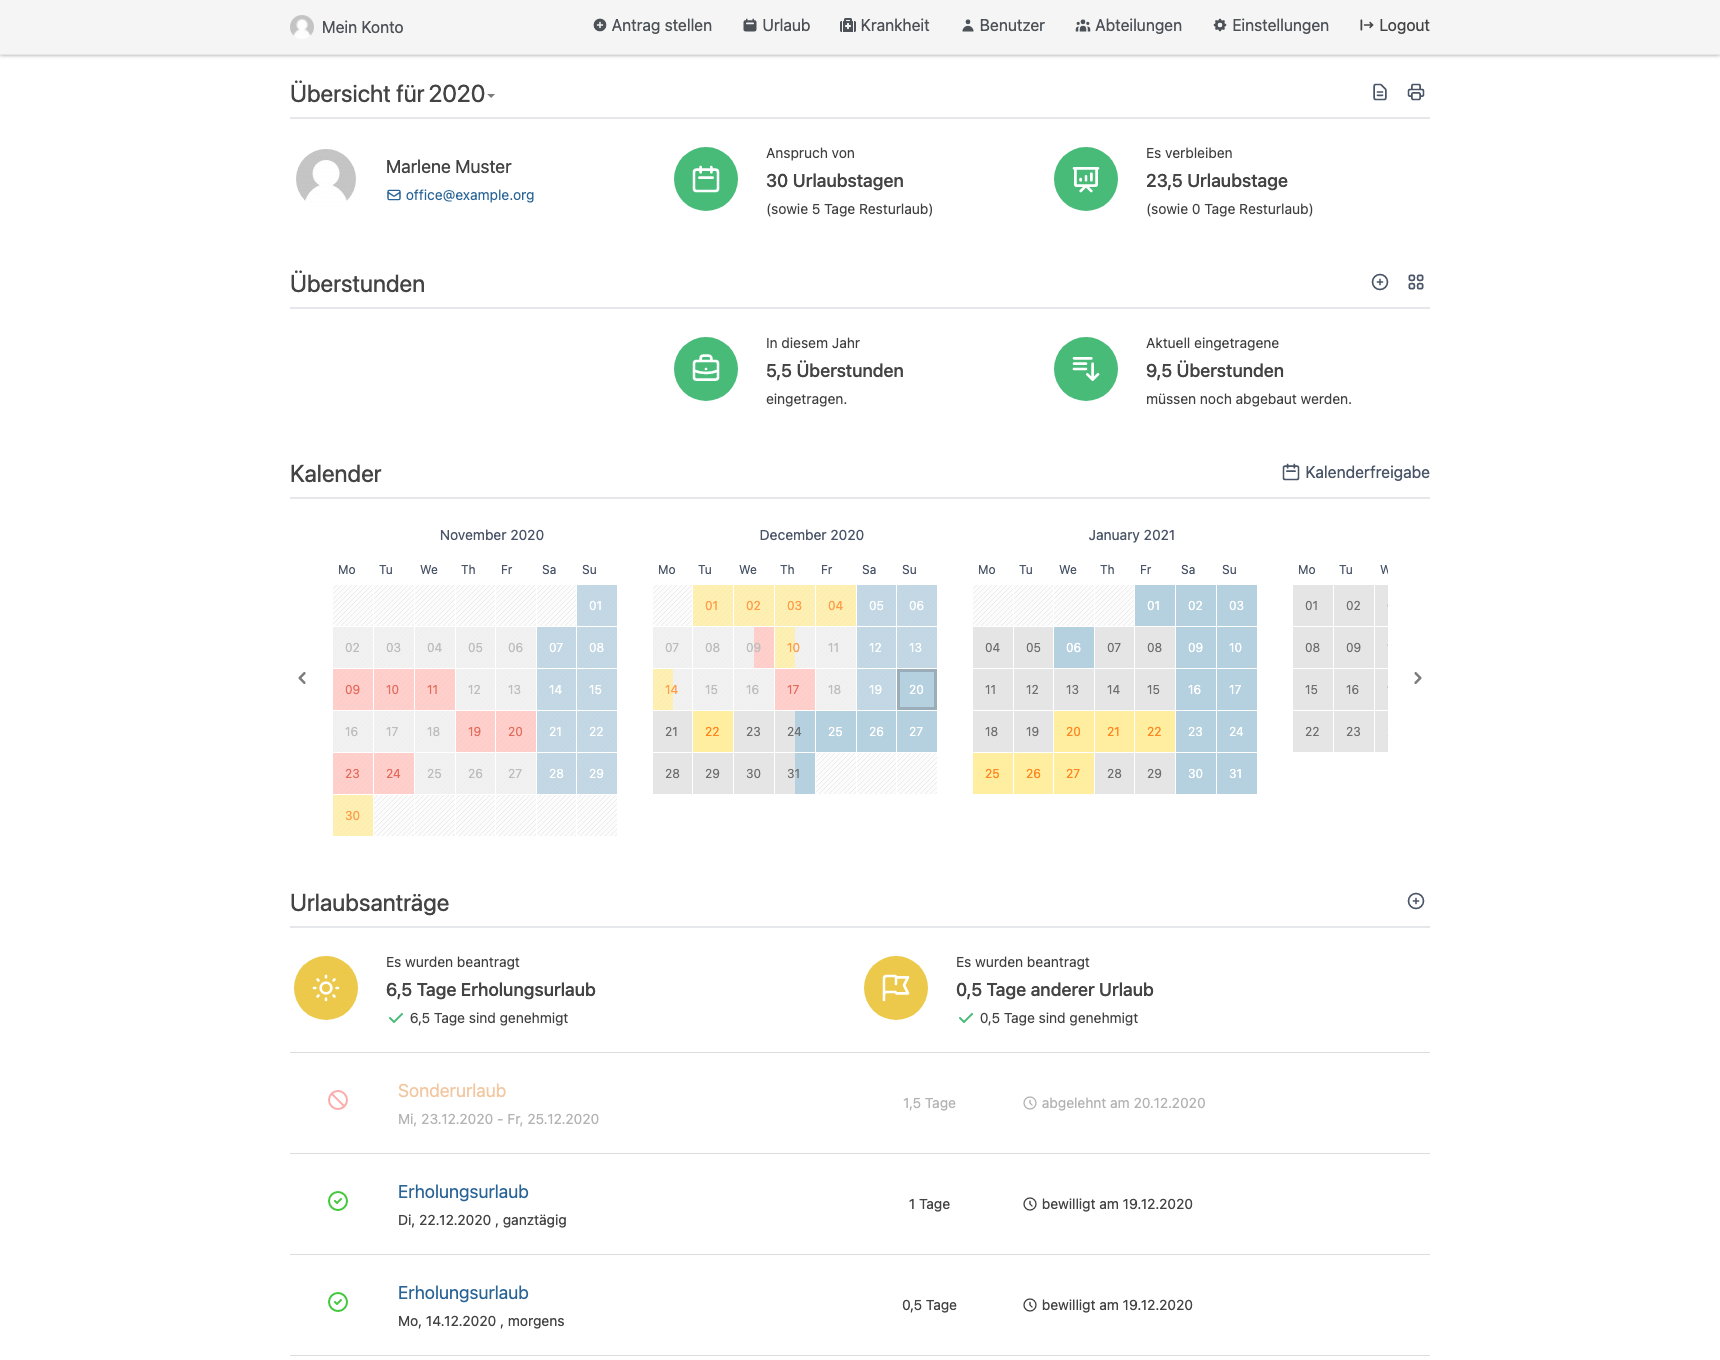 Mein Konto Antrag stellen Urlaub Krankheit Benutzer Abteilungen Einstellungen Logout
Übersicht für 2020
Marlene Muster
office@example.org
Anspruch von
30 Urlaubstagen
(sowie 5 Tage Resturlaub)
Es verbleiben
23,5 Urlaubstage
(sowie 0 Tage Resturlaub)
Überstunden
In diesem Jahr
5,5 Überstunden
eingetragen.
Aktuell eingetragene
9,5 Überstunden
müssen noch abgebaut werden.
Kalender
Kalenderfreigabe
November 2020
Mo Tu We Th Fr Sa Su
01
02 03 04 05 06 07 08
09 10 11 12 13 14 15
16 17 18 19 20 21 22
23 24 25 26 27 28 29
30
December 2020
Mo Tu We Th Fr Sa Su
01 02 03 04 05 06
07 08 09 10 11 12 13
14 15 16 17 18 19 20
21 22 23 24 25 26 27
28 29 30 31
January 2021
Mo Tu We Th Fr Sa Su
01 02 03
04 05 06 07 08 09 10
11 12 13 14 15 16 17
18 19 20 21 22 23 24
25 26 27 28 29 30 31
Mo Tu
01 02
08 09
15 16
22 23
Urlaubsanträge
Es wurden beantragt
6,5 Tage Erholungsurlaub
6,5 Tage sind genehmigt
Es wurden beantragt
0,5 Tage anderer Urlaub
0,5 Tage sind genehmigt
Sonderurlaub
Mi, 23.12.2020 - Fr, 25.12.2020
1,5 Tage
abgelehnt am 20.12.2020
Erholungsurlaub
Di, 22.12.2020 , ganztägig
1 Tage
bewilligt am 19.12.2020
Erholungsurlaub
Mo, 14.12.2020 , morgens
0,5 Tage
bewilligt am 19.12.2020